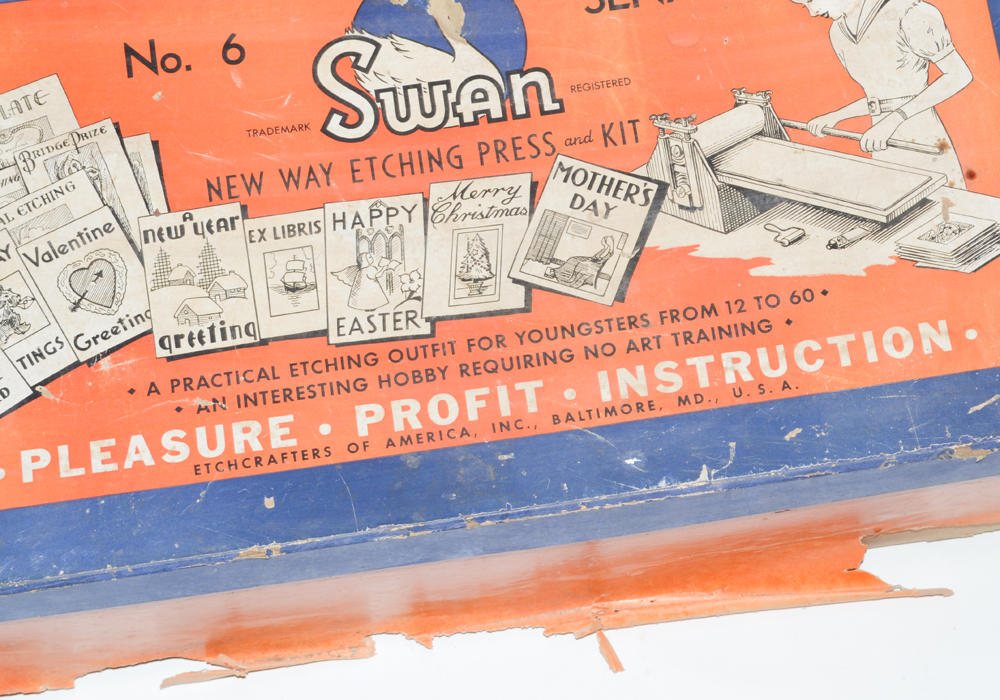 No. 6
Swan
TRADEMARK
REGISTERED
NEW WAY ETCHING PRESS and KIT
BRIDGE PRIZE
ETCHING
Valentine
Greeting
TINGS
A
new year
greeting
EX LIBRIS
HAPPY
EASTER
Merry
Christmas
MOTHER'S
DAY
• A PRACTICAL ETCHING OUTFIT FOR YOUNGSTERS FROM 12 TO 60 •
• AN INTERESTING HOBBY REQUIRING NO ART TRAINING •
• PLEASURE • PROFIT • INSTRUCTION •
ETCHCRAFTERS OF AMERICA, INC., BALTIMORE, MD., U. S. A.